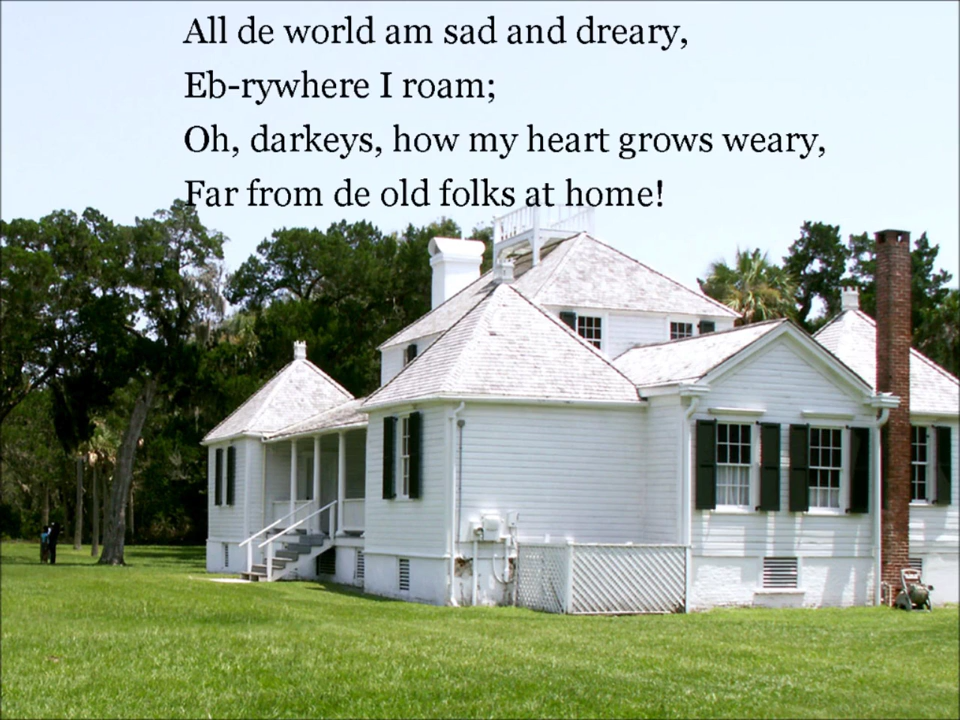 All de world am sad and dreary,
Eb-rywhere I roam;
Oh, darkeys, how my heart grows weary,
Far from de old folks at home!